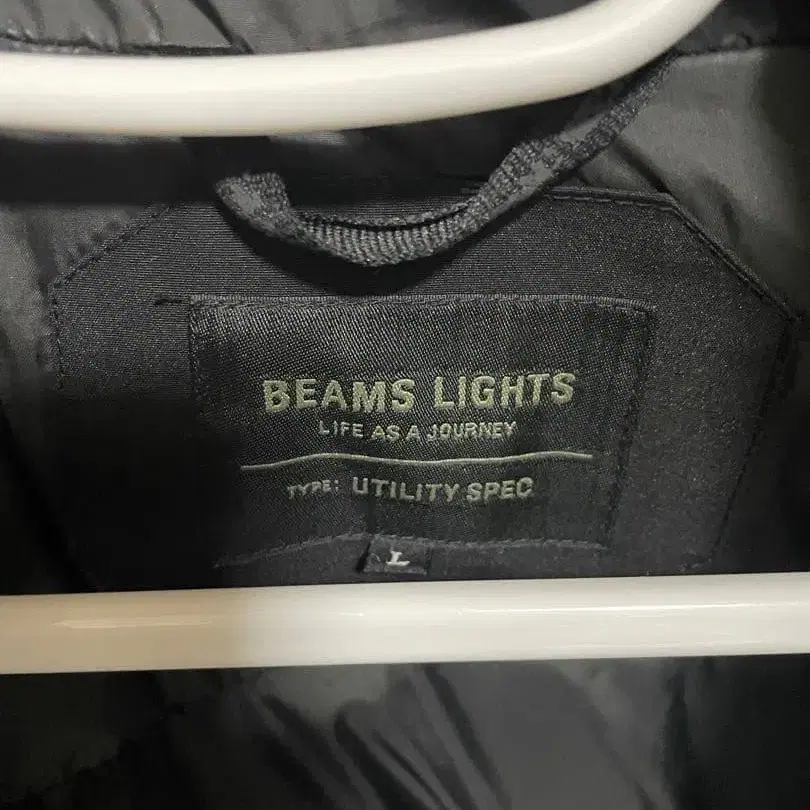 BEAMS LIGHTS
LIFE AS A JOURNEY
TYPE: UTILITY SPEC
L